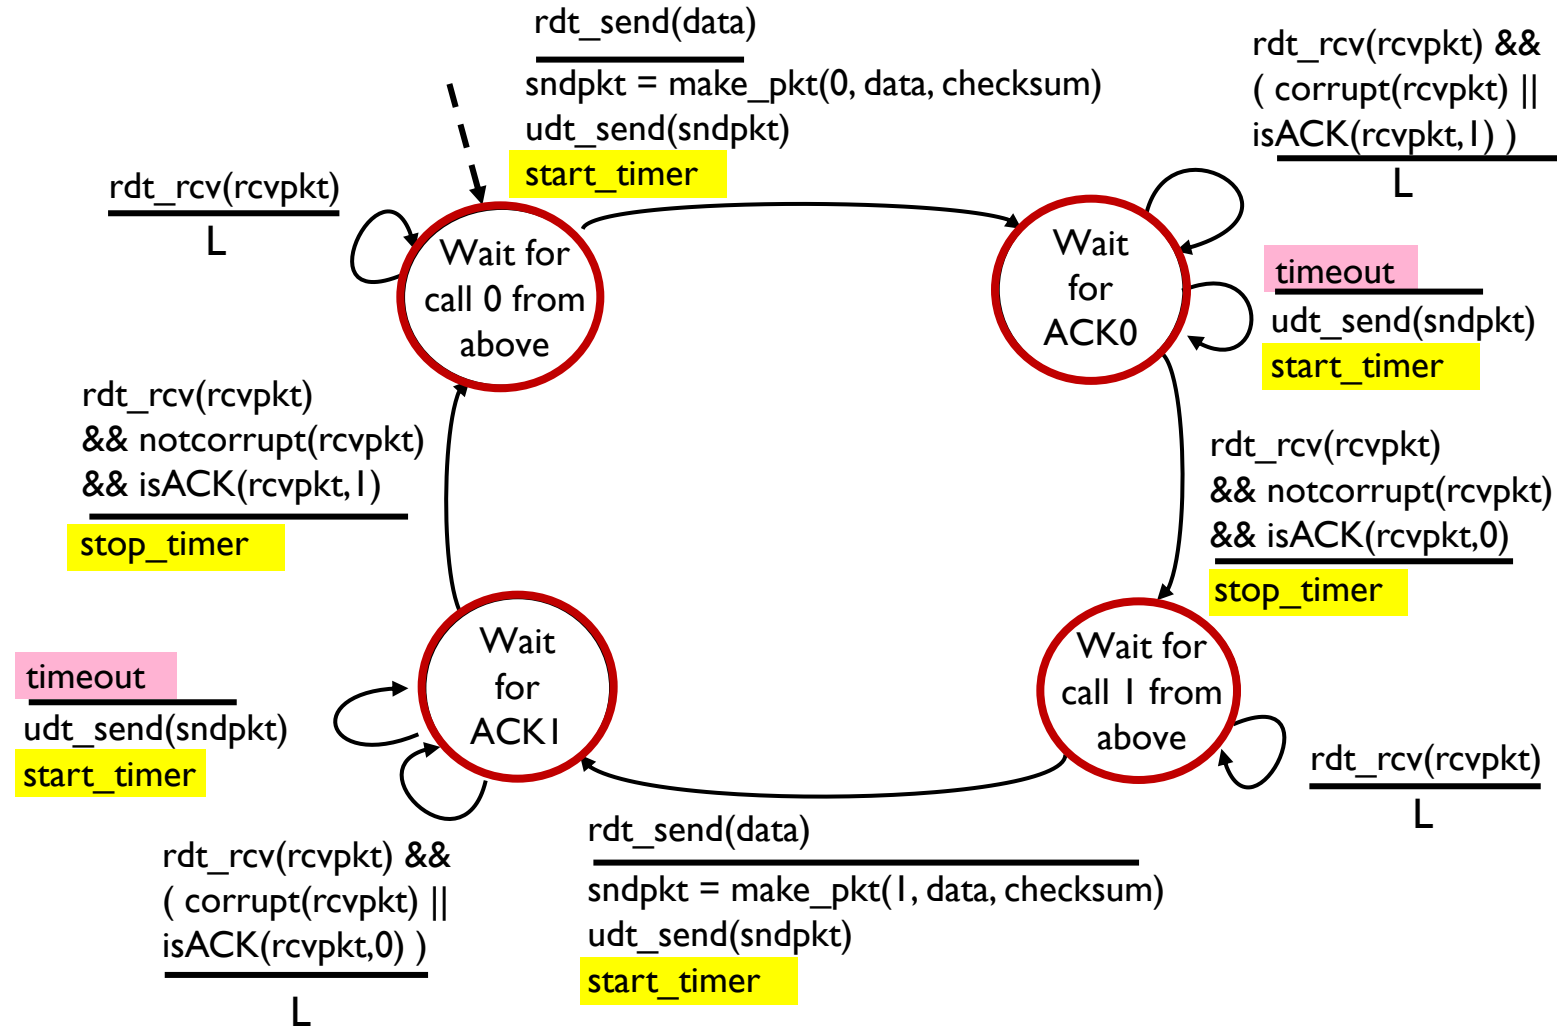 rdt_send(data)
sndpkt = make_pkt(0, data, checksum)
udt_send(sndpkt)
start_timer
rdt_rcv(rcvpkt) &&
( corrupt(rcvpkt) ||
isACK(rcvpkt,1) )
L
rdt_rcv(rcvpkt)
L
Wait for
call 0 from
above
Wait
for
ACK0
timeout
udt_send(sndpkt)
start_timer
rdt_rcv(rcvpkt)
&& notcorrupt(rcvpkt)
&& isACK(rcvpkt,1)
stop_timer
rdt_rcv(rcvpkt)
&& notcorrupt(rcvpkt)
&& isACK(rcvpkt,0)
stop_timer
Wait
for
ACK1
Wait for
call 1 from
above
timeout
udt_send(sndpkt)
start_timer
rdt_rcv(rcvpkt)
L
rdt_rcv(rcvpkt) &&
( corrupt(rcvpkt) ||
isACK(rcvpkt,0) )
L
rdt_send(data)
sndpkt = make_pkt(1, data, checksum)
udt_send(sndpkt)
start_timer